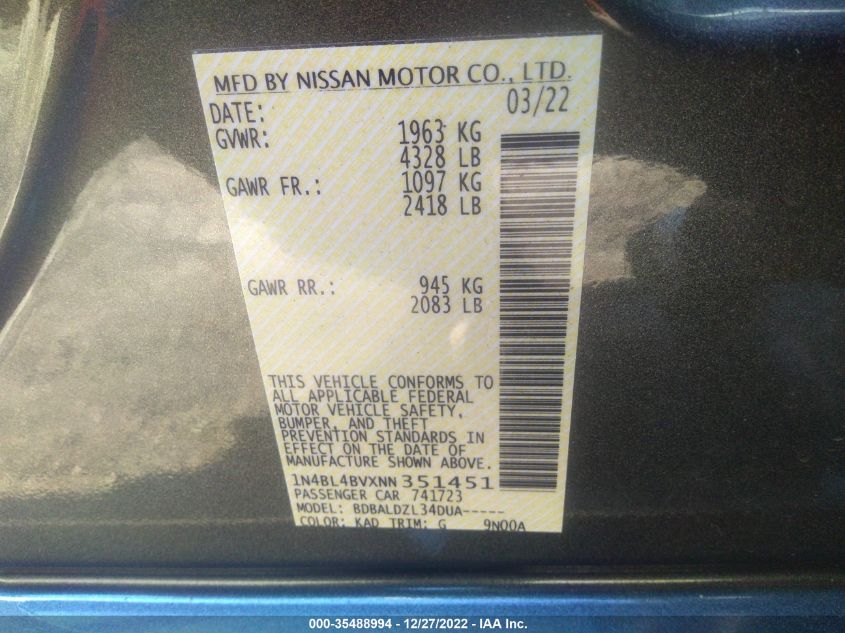 MFD BY NISSAN MOTOR CO., LTD.
DATE: 03/22
GVWR: 1963 KG
4328 LB
GAWR FR.: 1097 KG
2418 LB
GAWR RR.: 945 KG
2083 LB
THIS VEHICLE CONFORMS TO
ALL APPLICABLE FEDERAL
MOTOR VEHICLE SAFETY,
BUMPER, AND THEFT
PREVENTION STANDARDS IN
EFFECT ON THE DATE OF
MANUFACTURE SHOWN ABOVE.
1N4BL4BVXNN351451
PASSENGER CAR 741723
MODEL: BDBALDZL34DUA-----
COLOR: KAD TRIM: G 9N00A
000-35488994 - 12/27/2022 - IAA Inc.